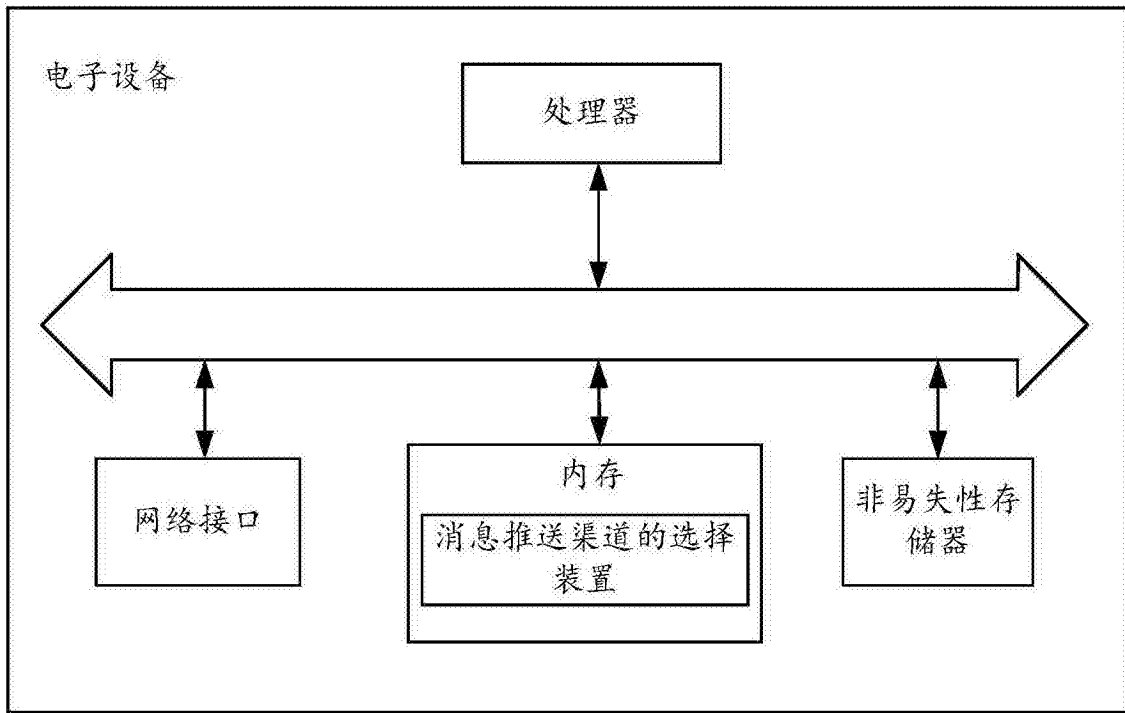 电子设备
处理器
网络接口
内存
消息推送渠道的选择
装置
非易失性存
储器